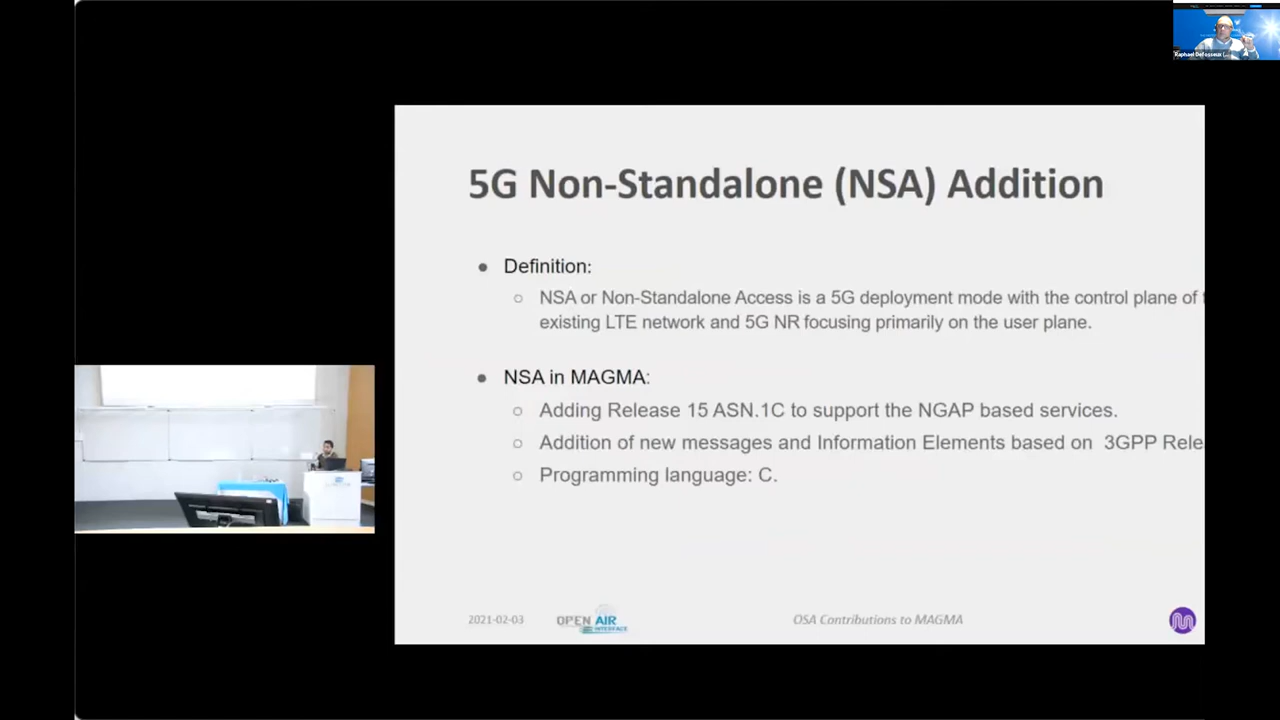 Raphael Defosseux (...
5G Non-Standalone (NSA) Addition
● Definition:
○ NSA or Non-Standalone Access is a 5G deployment mode with the control plane of
existing LTE network and 5G NR focusing primarily on the user plane.
● NSA in MAGMA:
○ Adding Release 15 ASN.1C to support the NGAP based services.
○ Addition of new messages and Information Elements based on 3GPP Rele
○ Programming language: C.
2021-02-03
OPEN AIR
INTERFACE
OSA Contributions to MAGMA